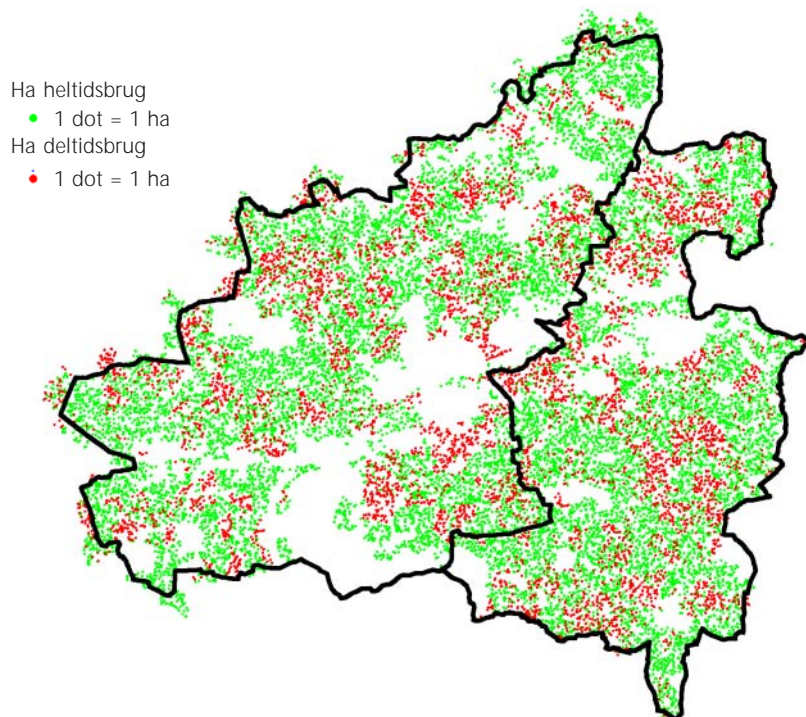 Ha heltidsbrug
1 dot = 1 ha
Ha deltidsbrug
1 dot = 1 ha